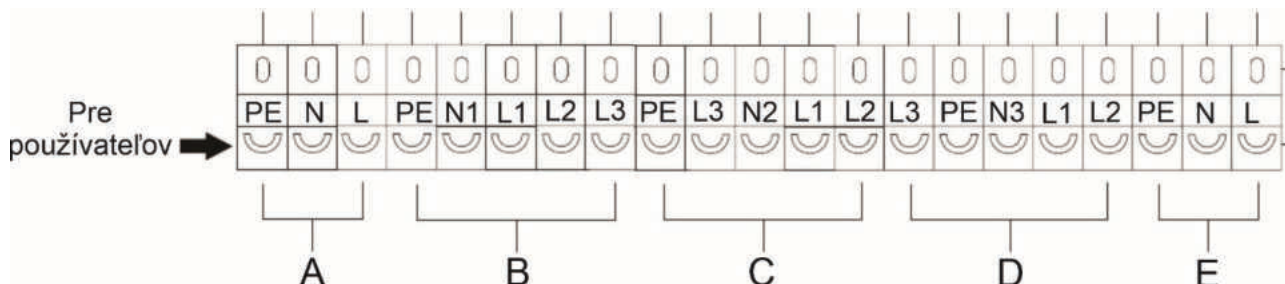 Pre
používateľov
PE N L PE N1 L1 L2 L3 PE L3 N2 L1 L2 L3 PE N3 L1 L2 PE N L
A B C D E